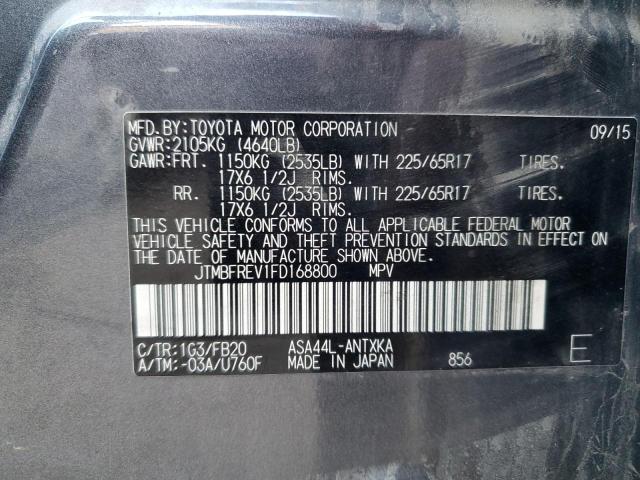 MFD.BY:TOYOTA MOTOR CORPORATION 09/15
GVWR:2105KG (4640LB)
GAWR:FRT. 1150KG (2535LB) WITH 225/65R17 TIRES.
17X6 1/2J RIMS.
RR. 1150KG (2535LB) WITH 225/65R17 TIRES.
17X6 1/2J RIMS.
THIS VEHICLE CONFORMS TO ALL APPLICABLE FEDERAL MOTOR
VEHICLE SAFETY AND THEFT PREVENTION STANDARDS IN EFFECT ON
THE DATE OF MANUFACTURE SHOWN ABOVE.
JTMBFREV1FD168800 MPV
C/TR:1G3/FB20 ASA44L-ANTXKA
A/TM:-03A/U760F MADE IN JAPAN 856 E